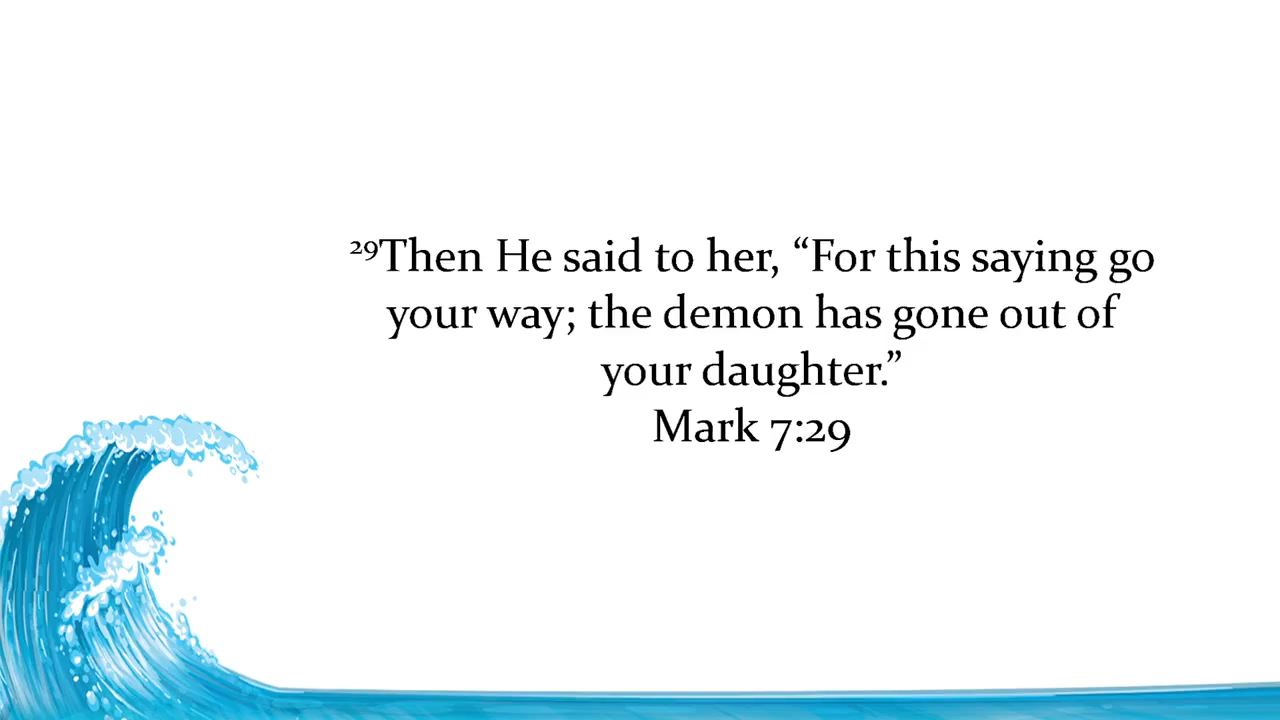 29Then He said to her, “For this saying go
your way; the demon has gone out of
your daughter.”
Mark 7:29